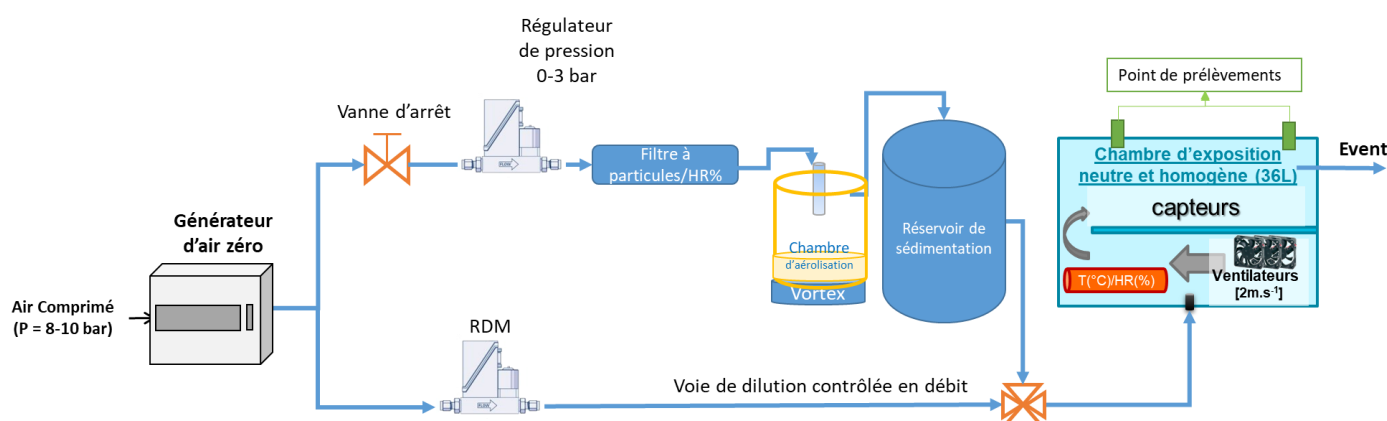 Régulateur
de pression
0-3 bar
Vanne d'arrêt
Point de prélèvements
Filtre à
particules/HR%
Chambre d'exposition
neutre et homogène (36L)
Event
capteurs
Générateur
d'air zéro
Réservoir de
sédimentation
Chambre
d'aérolisation
Vortex
T(°C)/HR(%)
Ventilateurs
[2m.s-1]
Air Comprimé
(P = 8-10 bar)
RDM
Voie de dilution contrôlée en débit